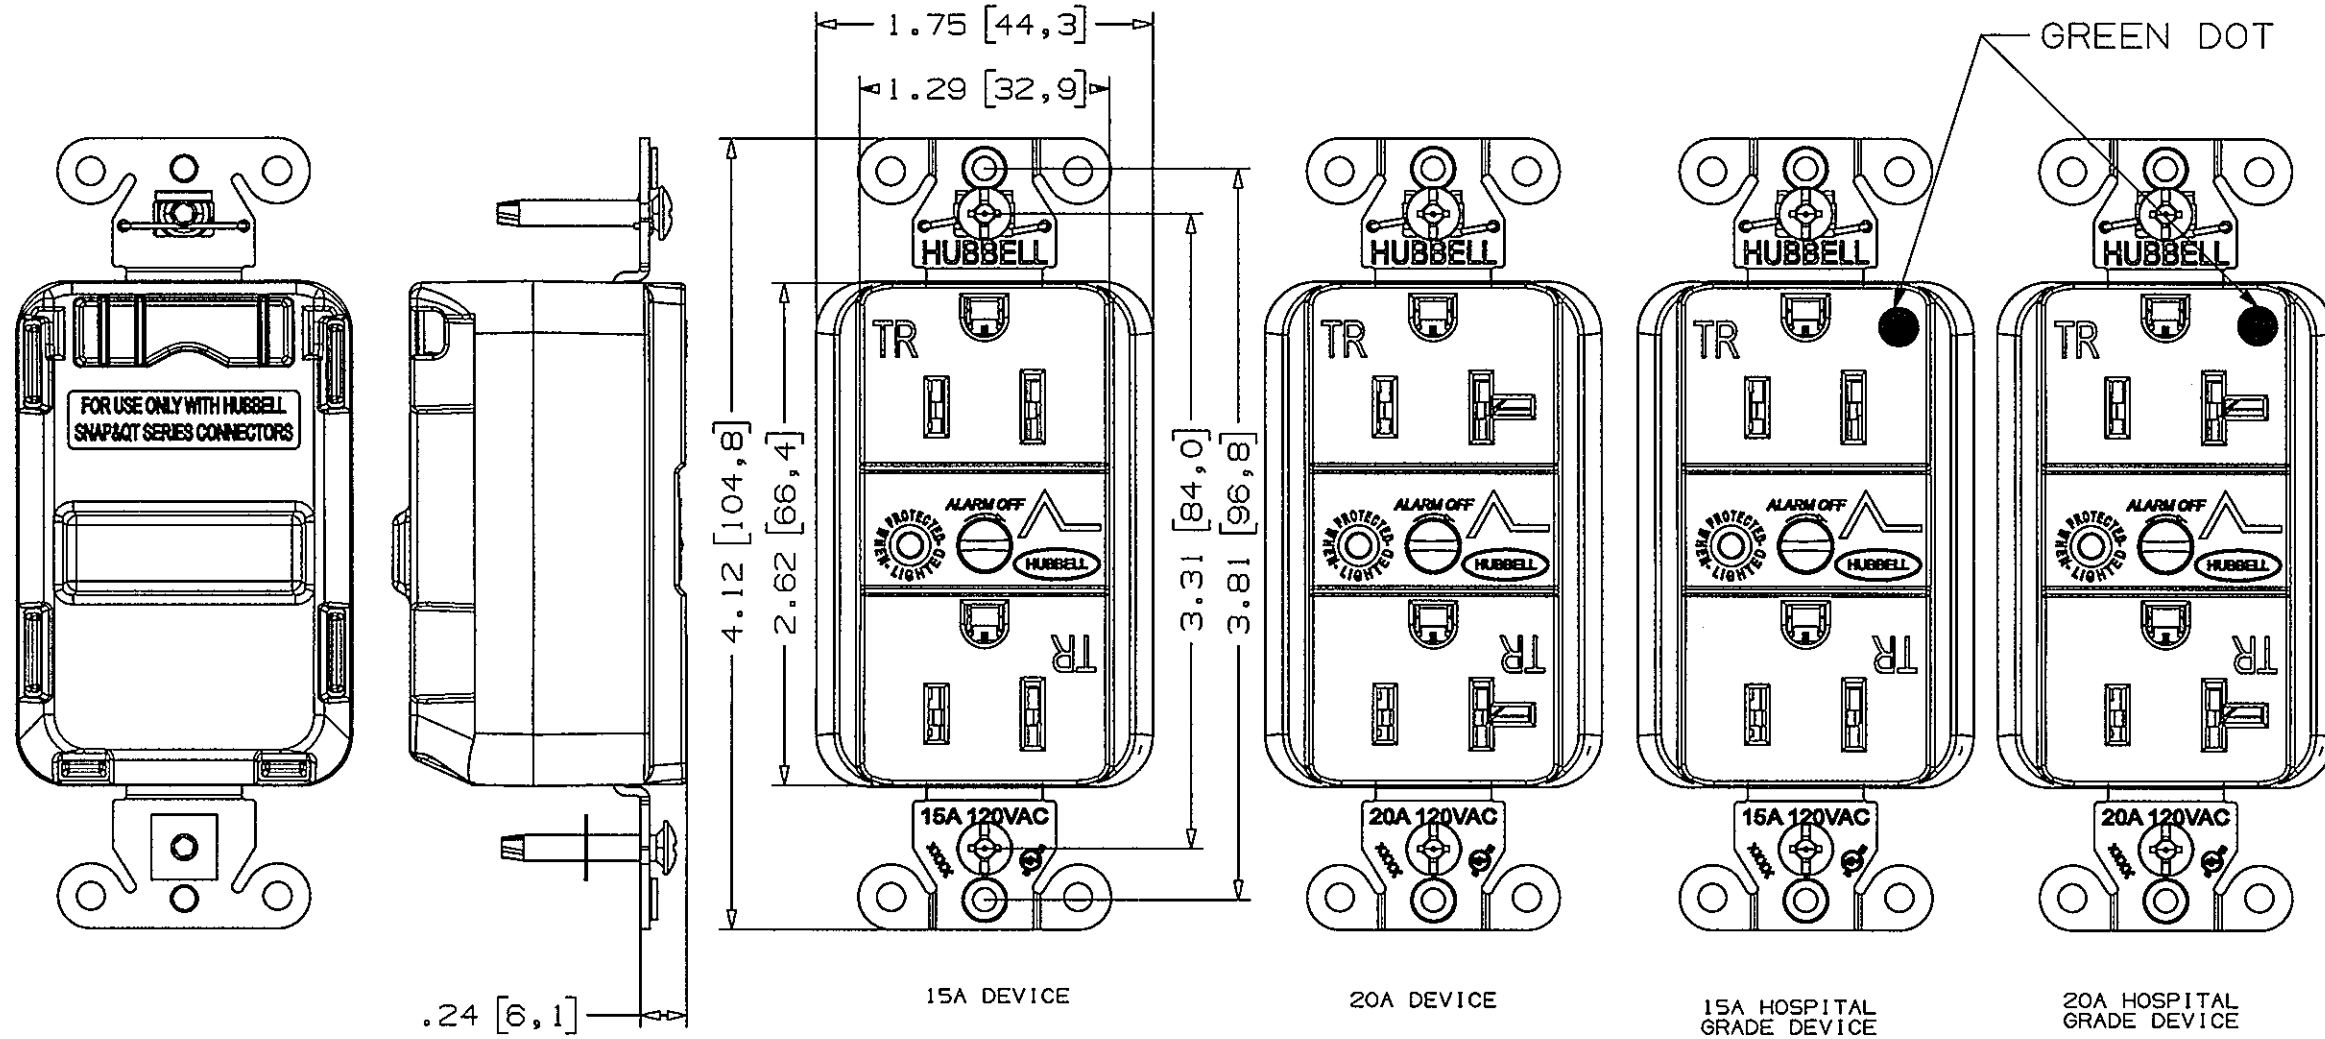 1.75 [44,3]
1.29 [32,9]
GREEN DOT
FOR USE ONLY WITH HUBBELL
SNAP&QT SERIES CONNECTORS
4.12 [104,8]
2.62 [66,4]
3.31 [84,0]
3.81 [96,8]
.24 [6,1]
HUBBELL
TR
ALARM OFF
WHEN PROTECTED
LIGHTED
HUBBELL
TR
15A 120VAC
XXXX
15A DEVICE
HUBBELL
TR
ALARM OFF
WHEN PROTECTED
LIGHTED
HUBBELL
TR
20A 120VAC
XXXX
20A DEVICE
HUBBELL
TR
ALARM OFF
WHEN PROTECTED
LIGHTED
HUBBELL
TR
15A 120VAC
XXXX
15A HOSPITAL
GRADE DEVICE
HUBBELL
TR
ALARM OFF
WHEN PROTECTED
LIGHTED
HUBBELL
TR
20A 120VAC
XXXX
20A HOSPITAL
GRADE DEVICE